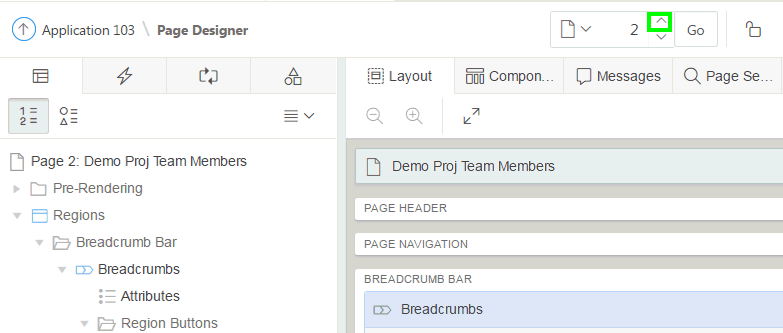 Application 103 \ Page Designer
2
Go
Layout
Compon...
Messages
Page Se...
Page 2: Demo Proj Team Members
Pre-Rendering
Regions
Breadcrumb Bar
Breadcrumbs
Attributes
Region Buttons
Demo Proj Team Members
PAGE HEADER
PAGE NAVIGATION
BREADCRUMB BAR
Breadcrumbs